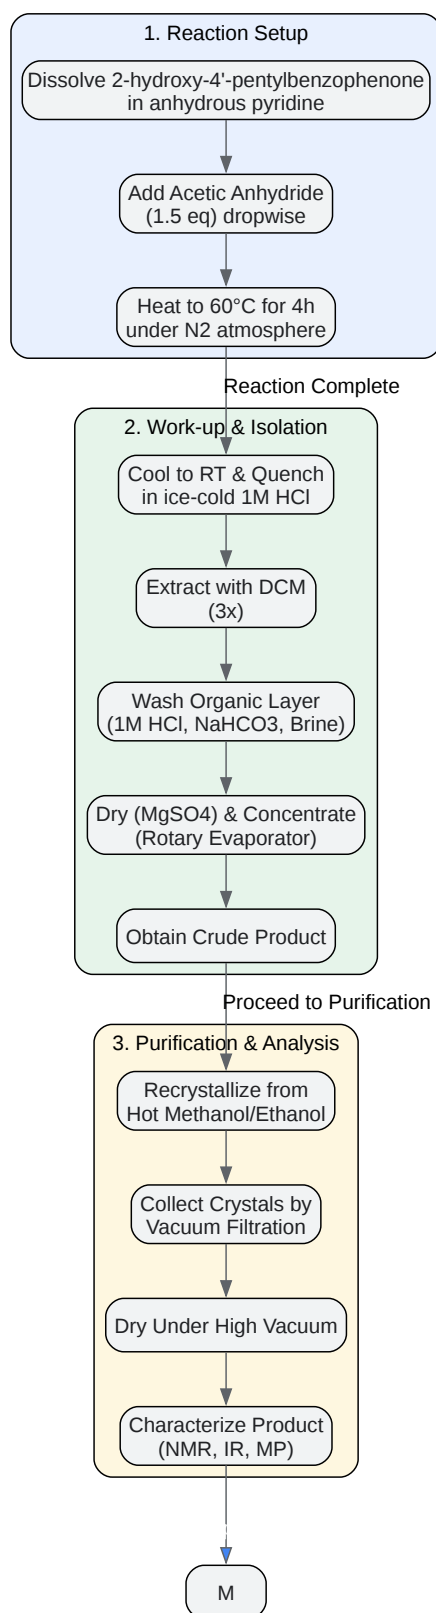 1. Reaction Setup
Dissolve 2-hydroxy-4'-pentylbenzophenone
in anhydrous pyridine
Add Acetic Anhydride
(1.5 eq) dropwise
Heat to 60°C for 4h
under N2 atmosphere
Reaction Complete
2. Work-up & Isolation
Cool to RT & Quench
in ice-cold 1M HCl
Extract with DCM
(3x)
Wash Organic Layer
(1M HCl, NaHCO3, Brine)
Dry (MgSO4) & Concentrate
(Rotary Evaporator)
Obtain Crude Product
Proceed to Purification
3. Purification & Analysis
Recrystallize from
Hot Methanol/Ethanol
Collect Crystals by
Vacuum Filtration
Dry Under High Vacuum
Characterize Product
(NMR, IR, MP)
M